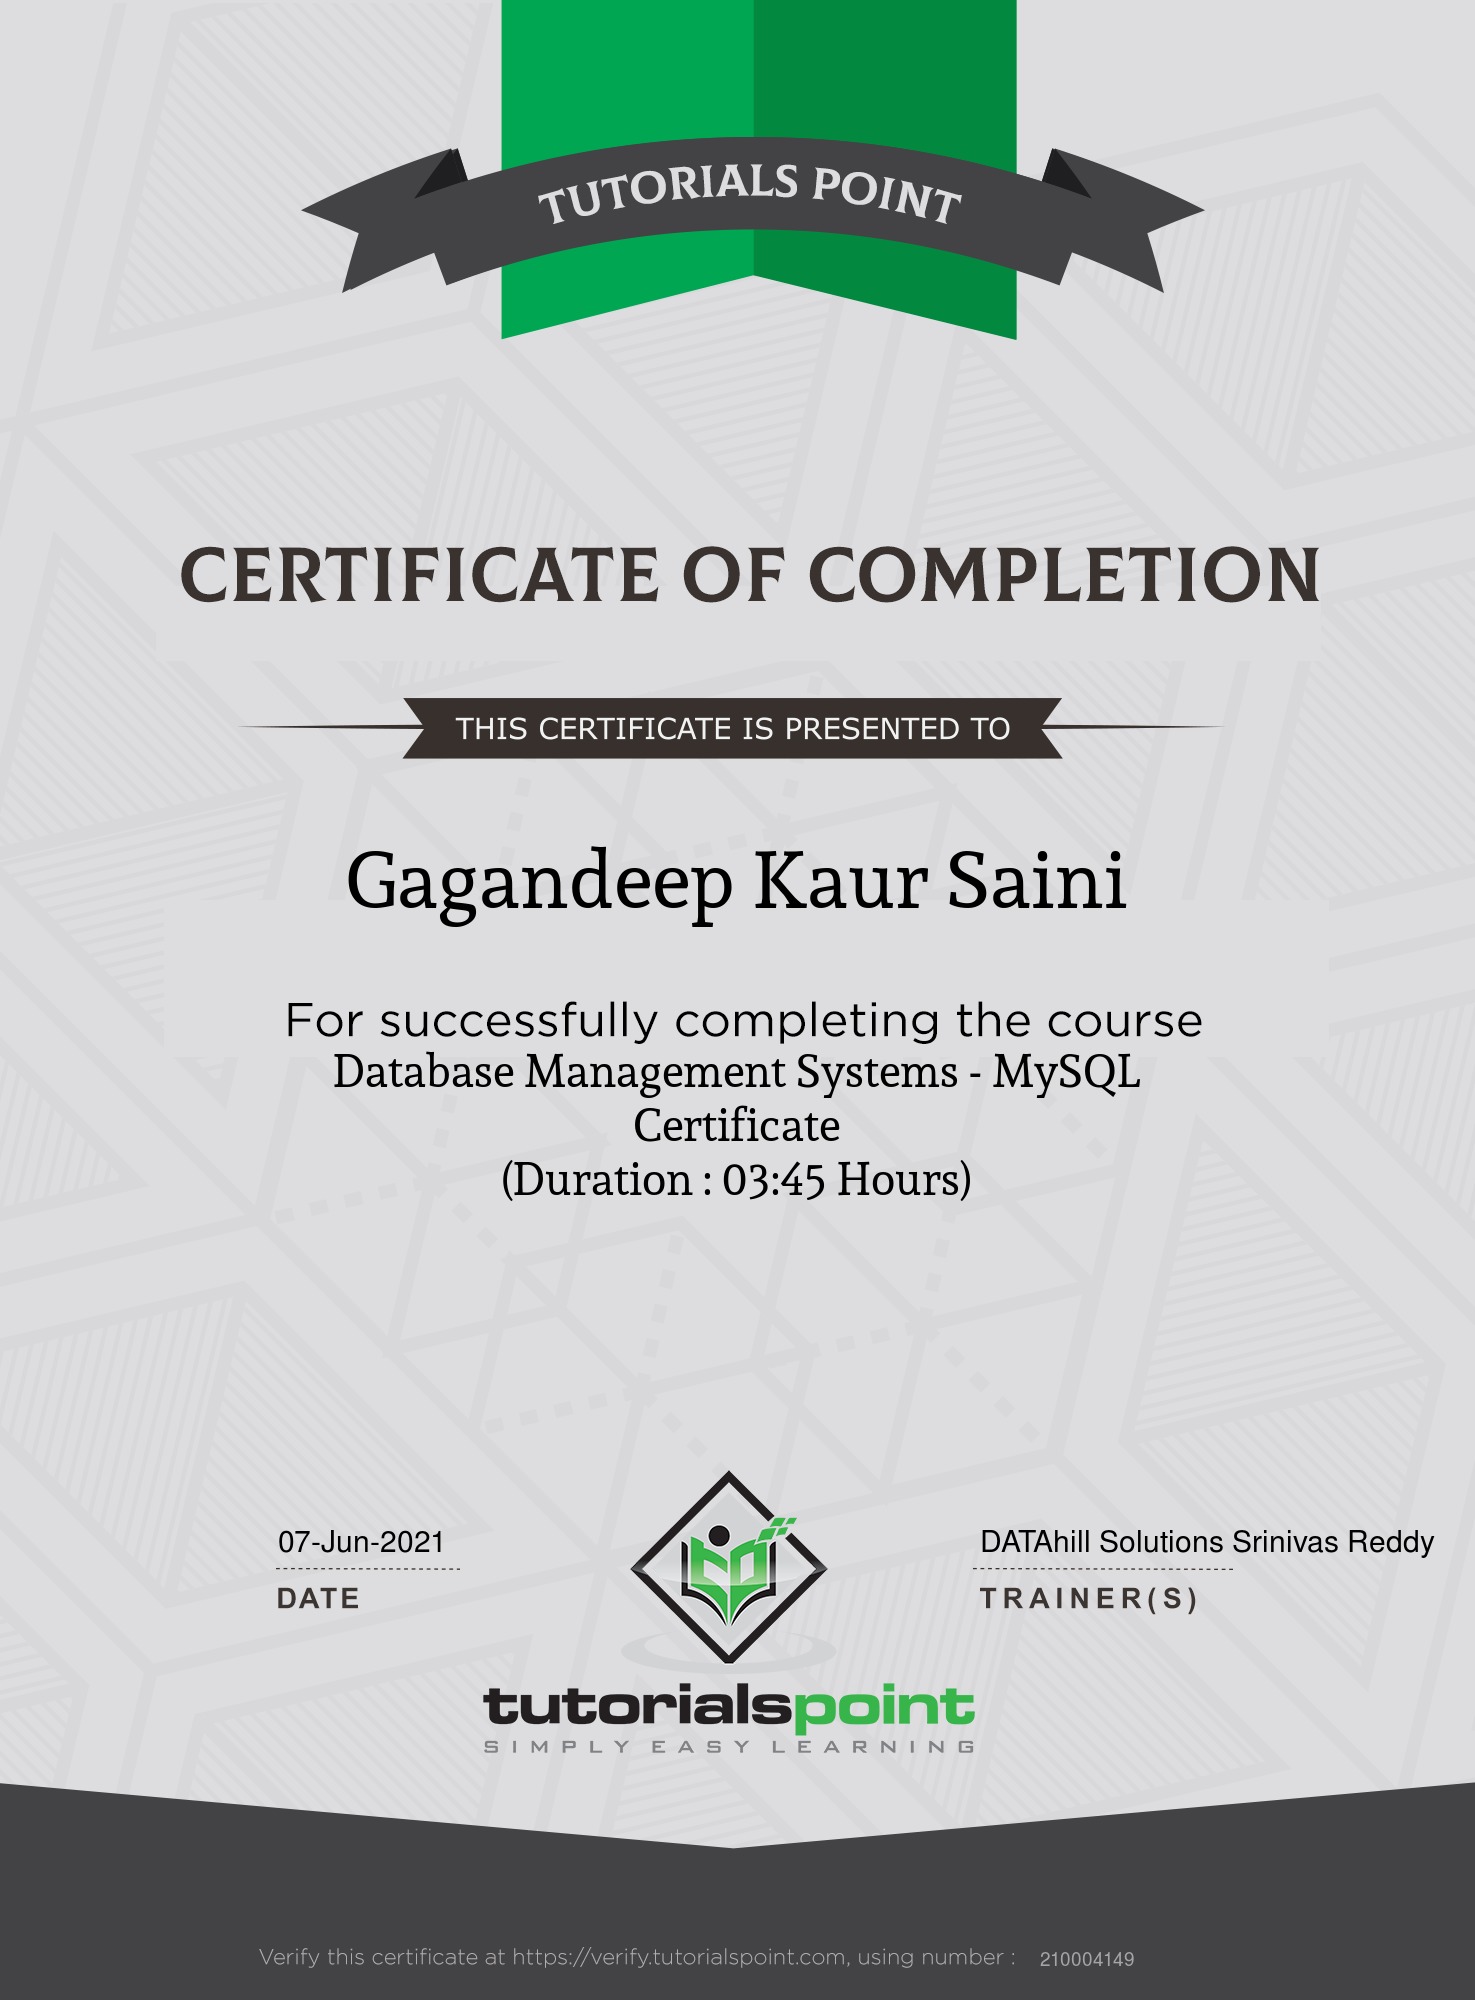 TUTORIALS POINT
CERTIFICATE OF COMPLETION
THIS CERTIFICATE IS PRESENTED TO
Gagandeep Kaur Saini
For successfully completing the course
Database Management Systems - MySQL
Certificate
(Duration : 03:45 Hours)
07-Jun-2021
DATE
DATAhill Solutions Srinivas Reddy
TRAINER(S)
tutorialspoint
SIMPLY EASY LEARNING
Verify this certificate at https://verify.tutorialspoint.com, using number : 210004149